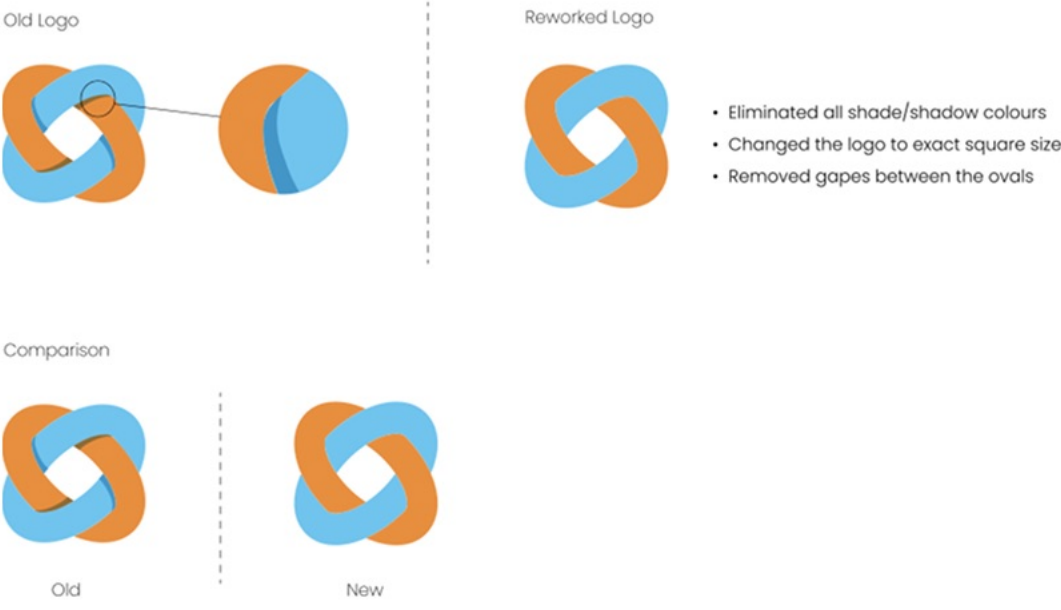 Old Logo
Reworked Logo
• Eliminated all shade/shadow colours
• Changed the logo to exact square size
• Removed gapes between the ovals
Comparison
Old
New